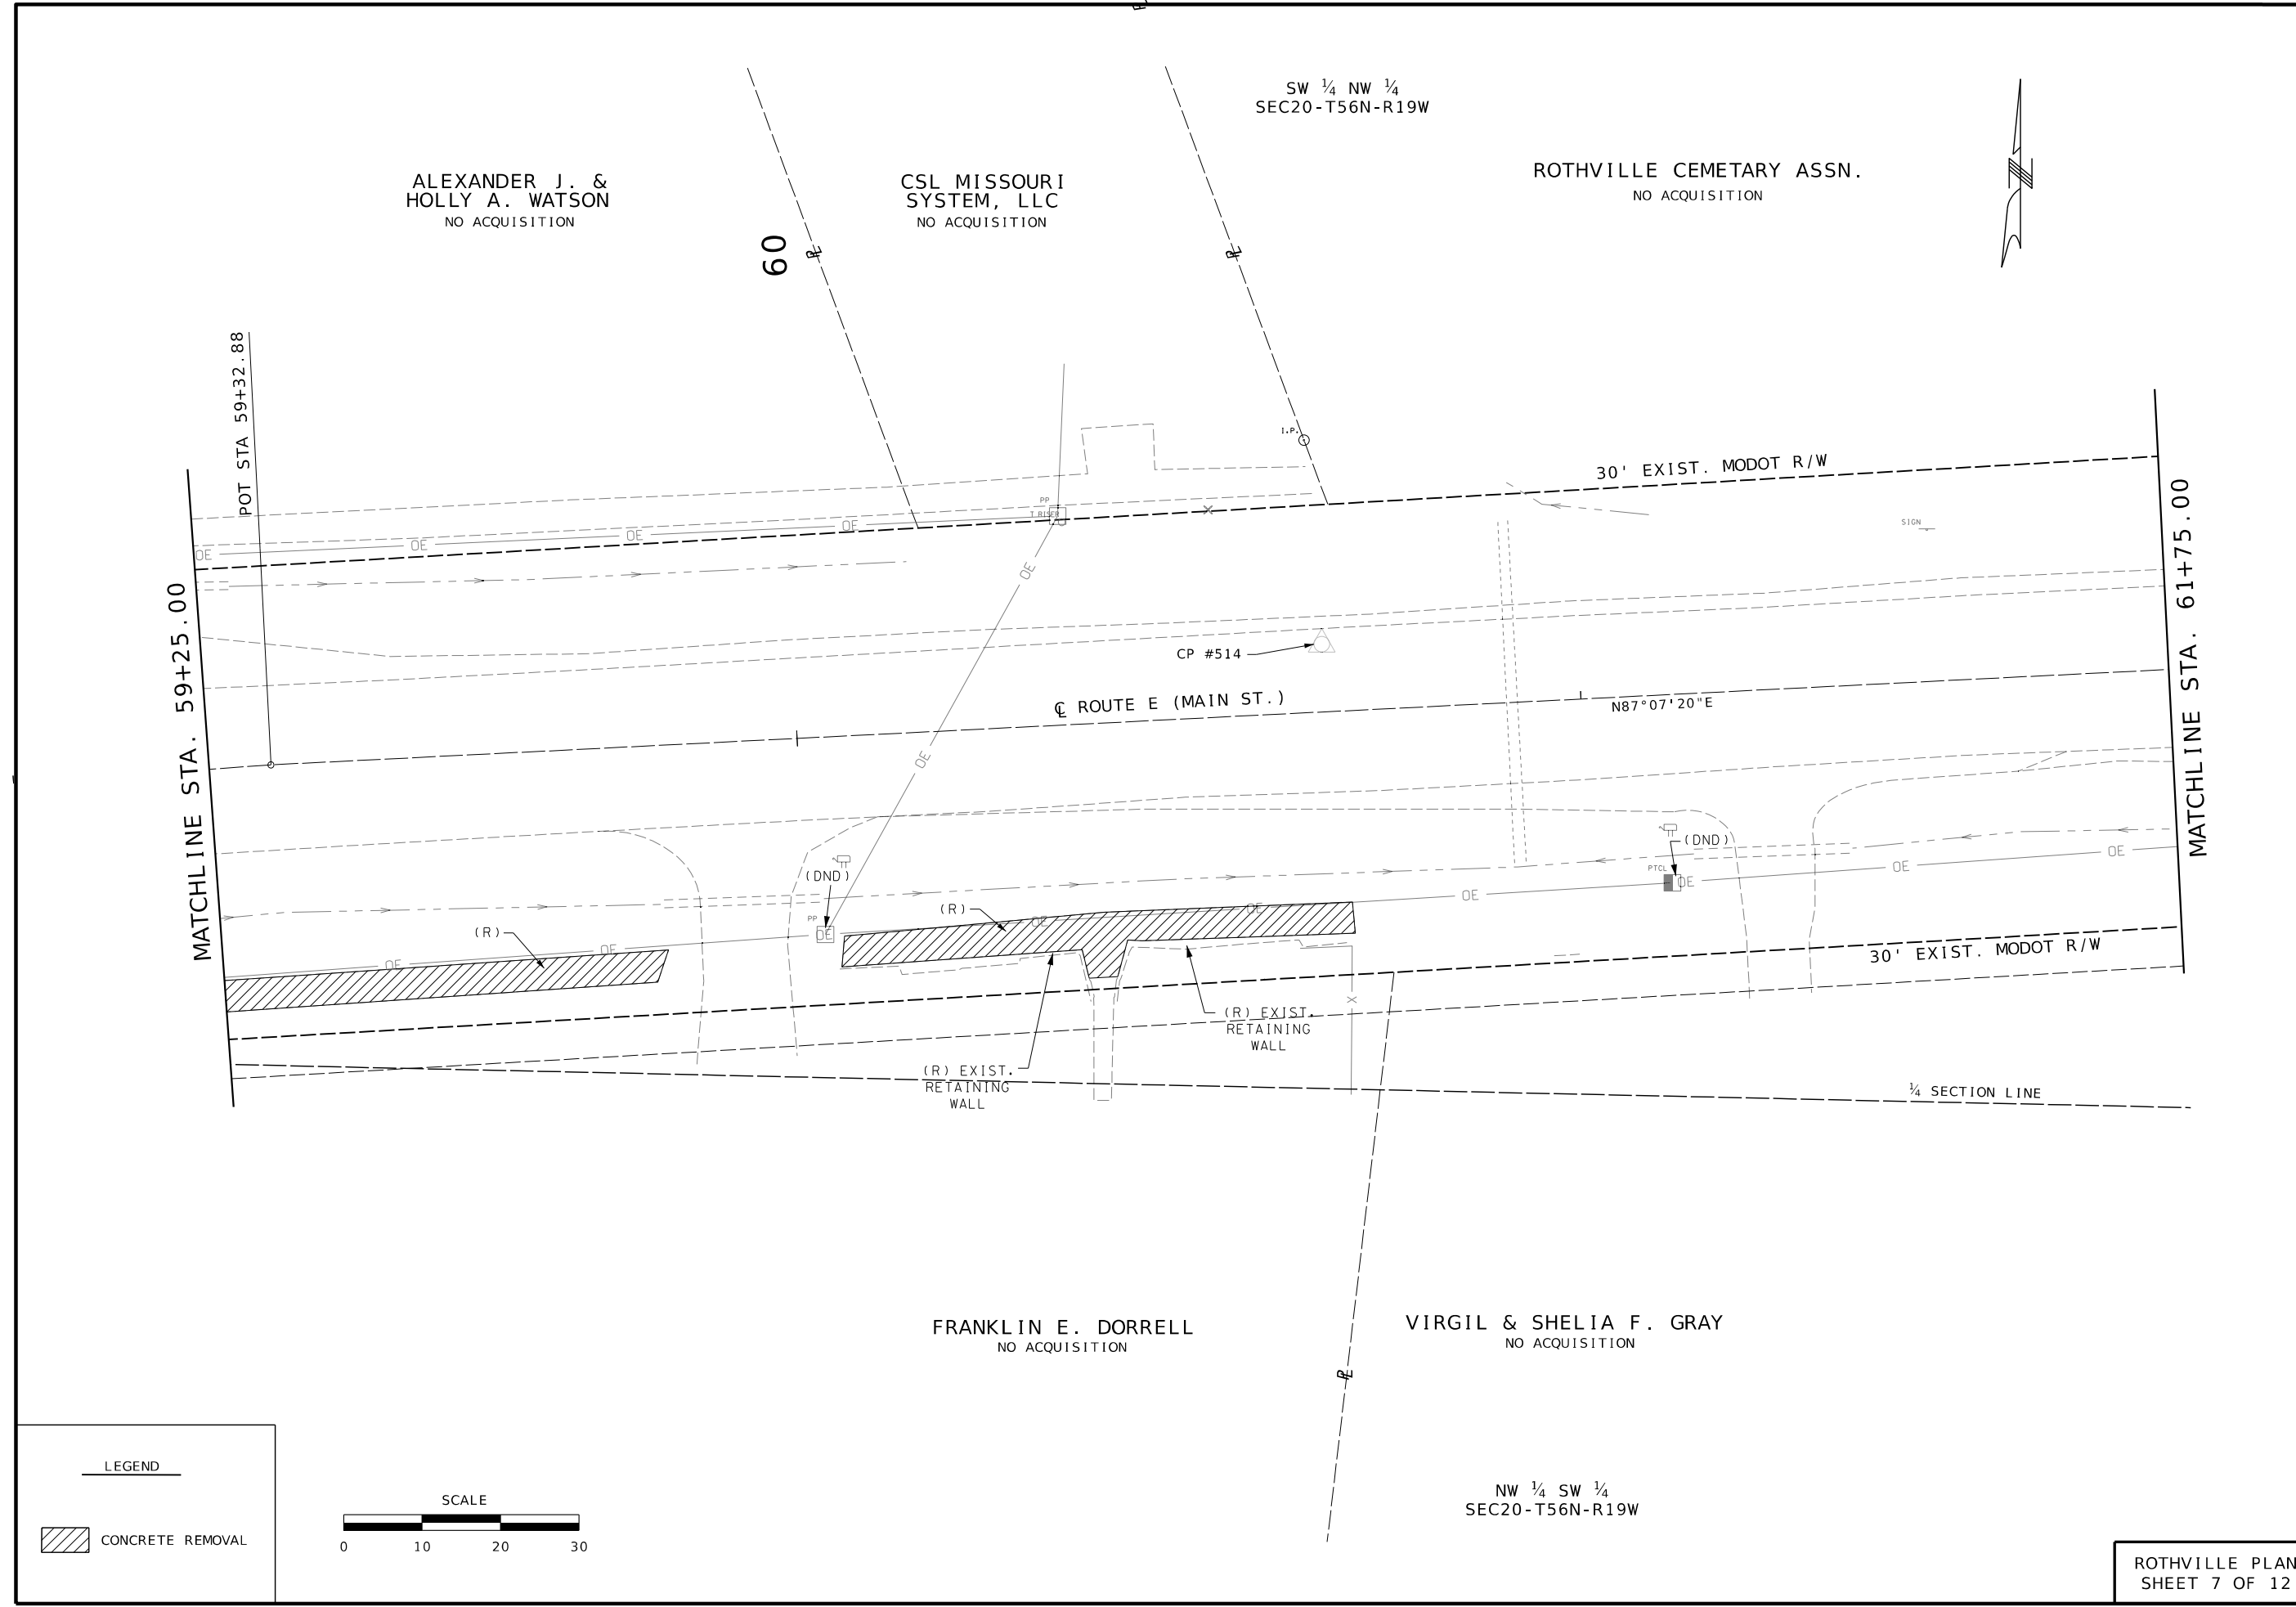 SW ¼ NW ¼
SEC20-T56N-R19W
ALEXANDER J. &
HOLLY A. WATSON
NO ACQUISITION
CSL MISSOURI
SYSTEM, LLC
NO ACQUISITION
ROTHVILLE CEMETARY ASSN.
NO ACQUISITION
N
60
PL
PL
POT STA 59+32.88
I.P.
30' EXIST. MODOT R/W
PP
T RISER
SIGN
OE
OE
OE
OE
OE
MATCHLINE STA. 59+25.00
MATCHLINE STA. 61+75.00
CP #514
CL ROUTE E (MAIN ST.)
N87°07'20"E
OE
(DND)
(DND)
PTCL
OE
OE
OE
OE
PP
OE
(R)
(R)
OE
OE
OE
OE
30' EXIST. MODOT R/W
(R) EXIST.
RETAINING
WALL
(R) EXIST.
RETAINING
WALL
¼ SECTION LINE
FRANKLIN E. DORRELL
NO ACQUISITION
VIRGIL & SHELIA F. GRAY
NO ACQUISITION
PL
LEGEND
CONCRETE REMOVAL
SCALE
0 10 20 30
NW ¼ SW ¼
SEC20-T56N-R19W
ROTHVILLE PLAN
SHEET 7 OF 12